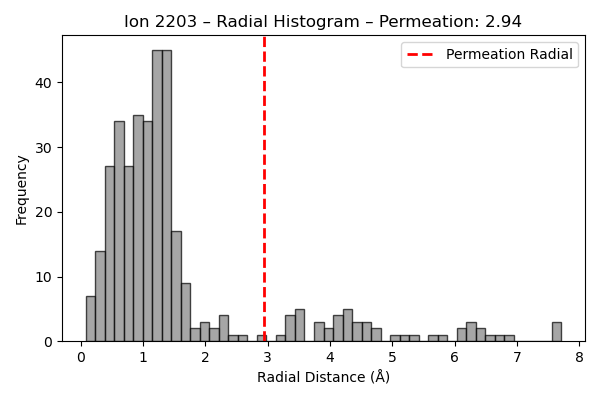 Ion 2203 – Radial Histogram – Permeation: 2.94
Permeation Radial
Frequency
40
30
20
10
0
0 1 2 3 4 5 6 7 8
Radial Distance (Å)